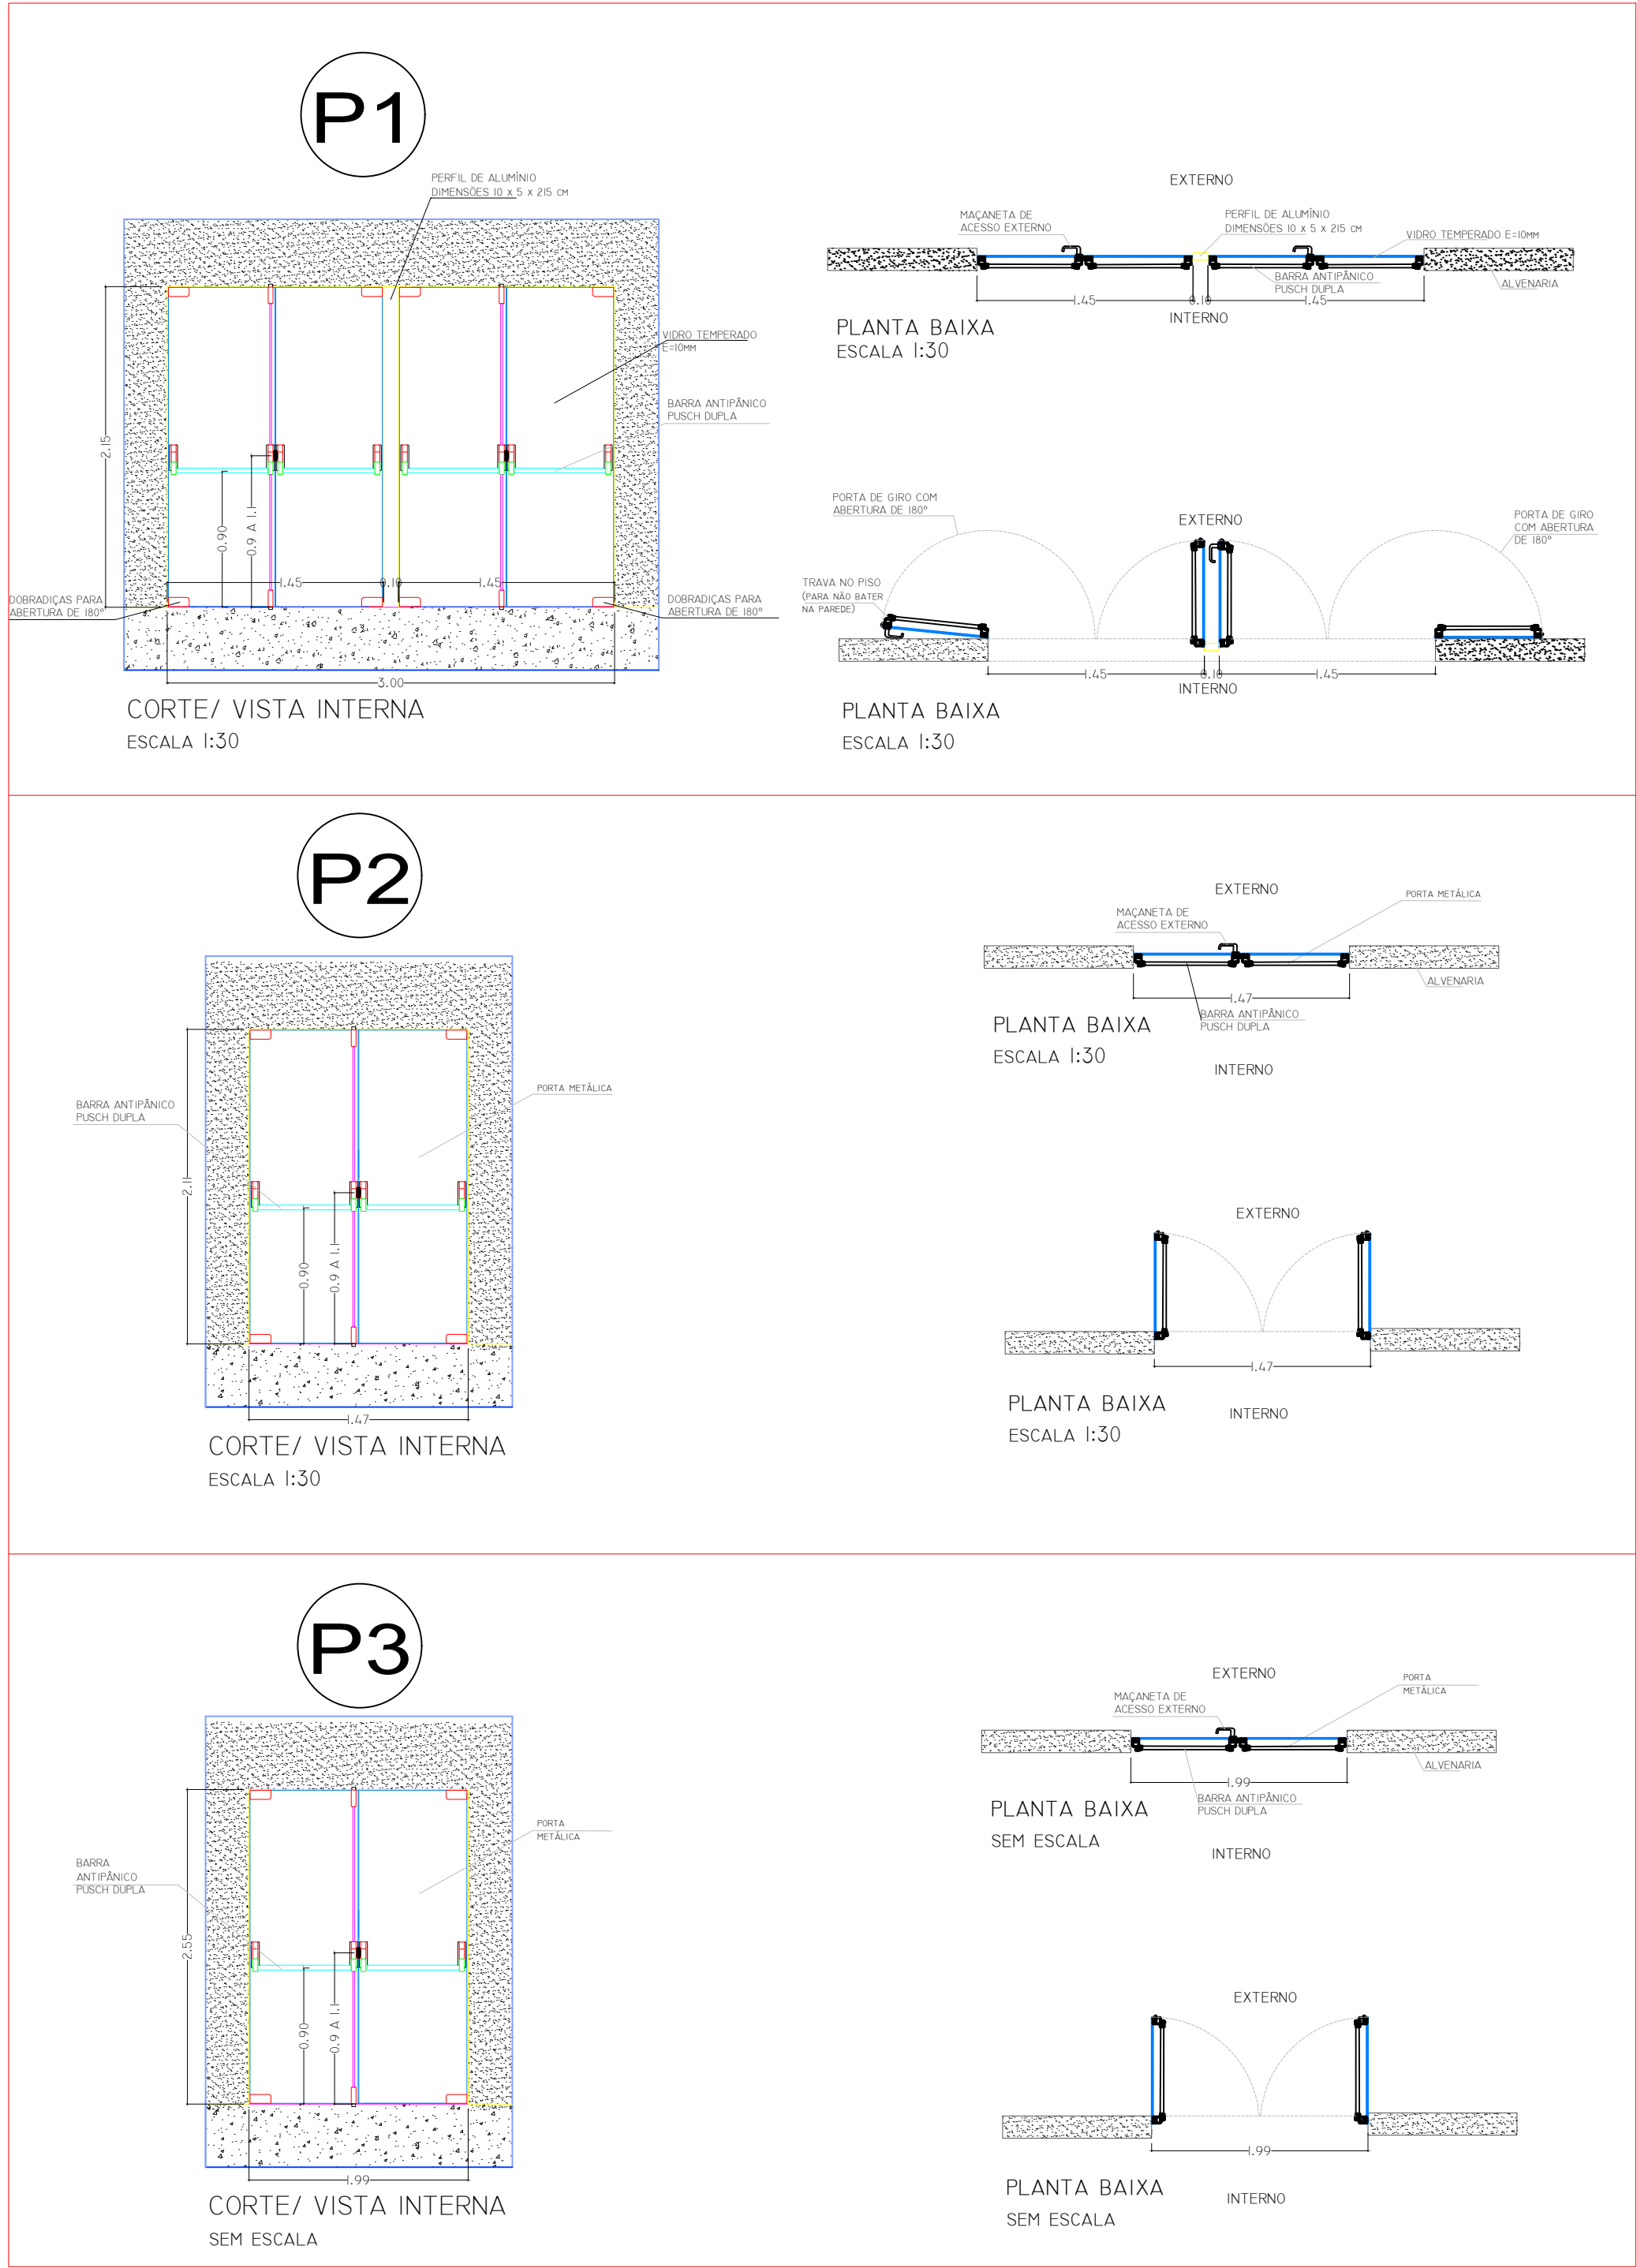 P1
PERFIL DE ALUMÍNIO
DIMENSÕES 10 X 5 X 215 CM
VIDRO TEMPERADO
E=10MM
BARRA ANTIPÂNICO
PUSCH DUPLA
2.15
0.90
0.9 A 1.1
1.45
0.10
1.45
DOBRADIÇAS PARA
ABERTURA DE 180°
DOBRADIÇAS PARA
ABERTURA DE 180°
3.00
CORTE/ VISTA INTERNA
ESCALA 1:30
EXTERNO
MAÇANETA DE
ACESSO EXTERNO
PERFIL DE ALUMÍNIO
DIMENSÕES 10 X 5 X 215 CM
VIDRO TEMPERADO E=10MM
BARRA ANTIPÂNICO
PUSCH DUPLA
ALVENARIA
1.45
0.10
1.45
INTERNO
PLANTA BAIXA
ESCALA 1:30
PORTA DE GIRO COM
ABERTURA DE 180°
EXTERNO
PORTA DE GIRO
COM ABERTURA
DE 180°
TRAVA NO PISO
(PARA NÃO BATER
NA PAREDE)
1.45
0.10
1.45
INTERNO
PLANTA BAIXA
ESCALA 1:30
P2
BARRA ANTIPÂNICO
PUSCH DUPLA
PORTA METÁLICA
2.11
0.90
0.9 A 1.1
1.47
CORTE/ VISTA INTERNA
ESCALA 1:30
EXTERNO
PORTA METÁLICA
MAÇANETA DE
ACESSO EXTERNO
ALVENARIA
1.47
BARRA ANTIPÂNICO
PUSCH DUPLA
PLANTA BAIXA
ESCALA 1:30
INTERNO
EXTERNO
1.47
PLANTA BAIXA
INTERNO
ESCALA 1:30
P3
PORTA
METÁLICA
BARRA
ANTIPÂNICO
PUSCH DUPLA
2.55
0.90
0.9 A 1.1
1.99
CORTE/ VISTA INTERNA
SEM ESCALA
EXTERNO
PORTA
METÁLICA
MAÇANETA DE
ACESSO EXTERNO
ALVENARIA
1.99
BARRA ANTIPÂNICO
PUSCH DUPLA
PLANTA BAIXA
SEM ESCALA
INTERNO
EXTERNO
1.99
PLANTA BAIXA
INTERNO
SEM ESCALA